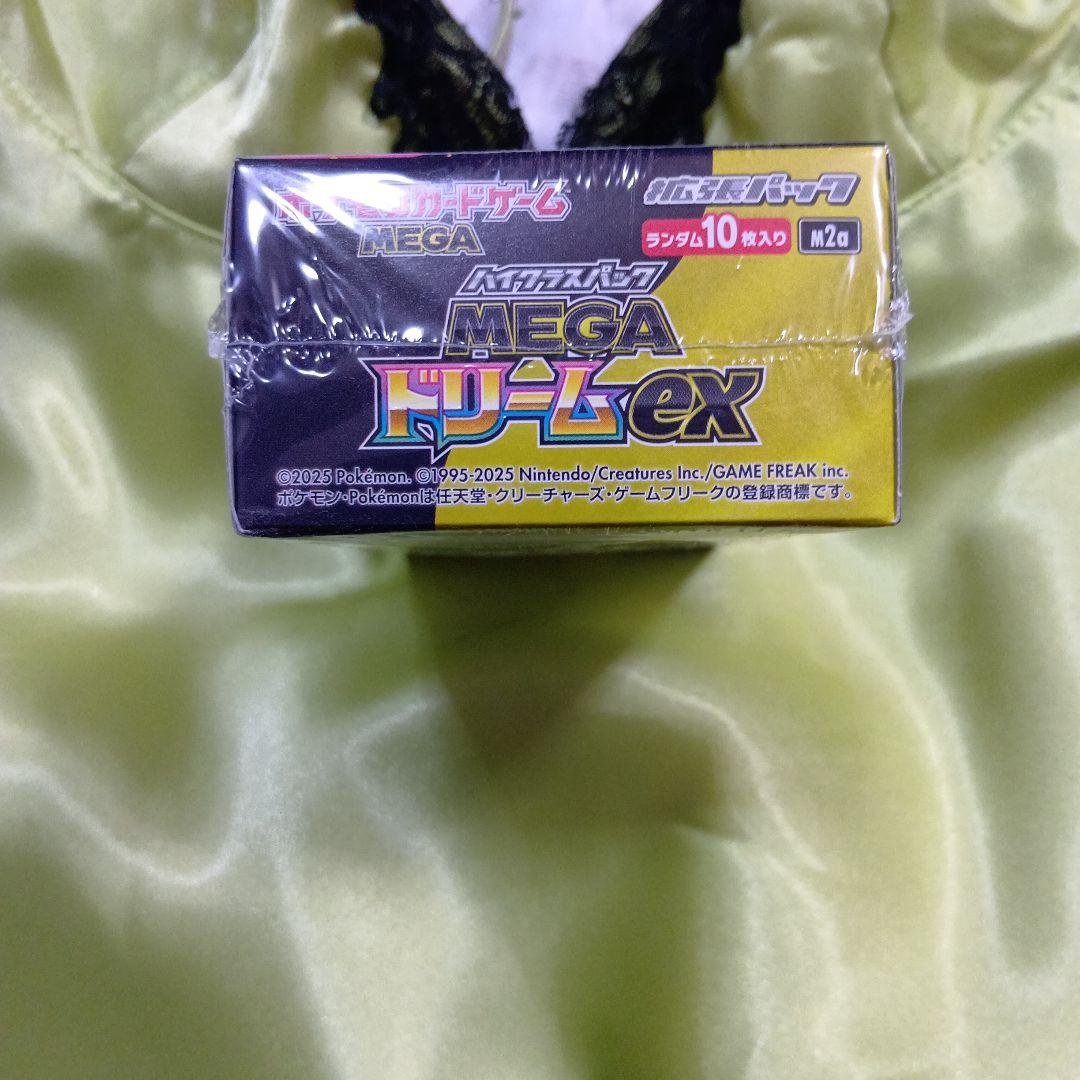 ポケモンカードゲーム
MEGA
拡張パック
ランダム10枚入り M2a
ハイクラスパック
MEGA
ドリームex
©2025 Pokémon. ©1995-2025 Nintendo/Creatures Inc./GAME FREAK inc.
ポケモン・Pokémonは任天堂・クリーチャーズ・ゲームフリークの登録商標です。